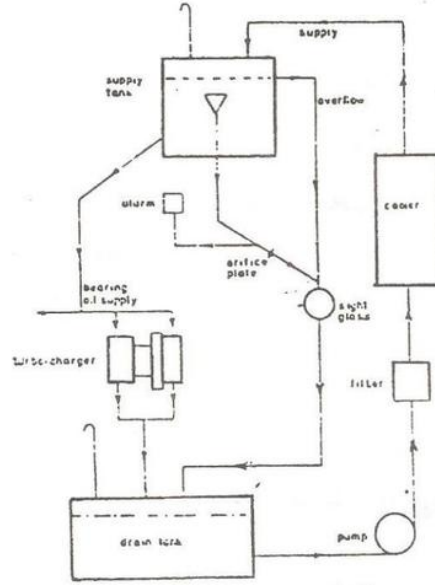 supply
supply
tank
overflow
alarm
cooler
orifice
plate
bearing
oil supply
sight
glass
turbo-charger
filter
pump
drain tank